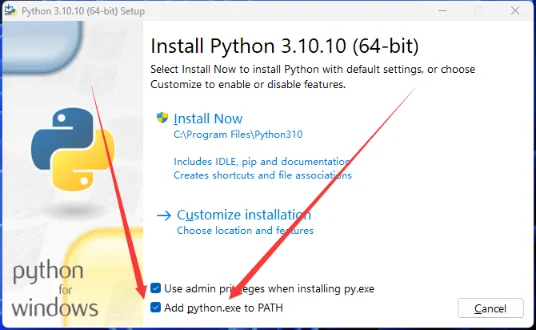 Python 3.10.10 (64-bit) Setup
Install Python 3.10.10 (64-bit)
Select Install Now to install Python with default settings, or choose
Customize to enable or disable features.
Install Now
C:\Program Files\Python310
Includes IDLE, pip and documentation
Creates shortcuts and file associations
Customize installation
Choose location and features
python
for
windows
Use admin privileges when installing py.exe
Add python.exe to PATH
Cancel